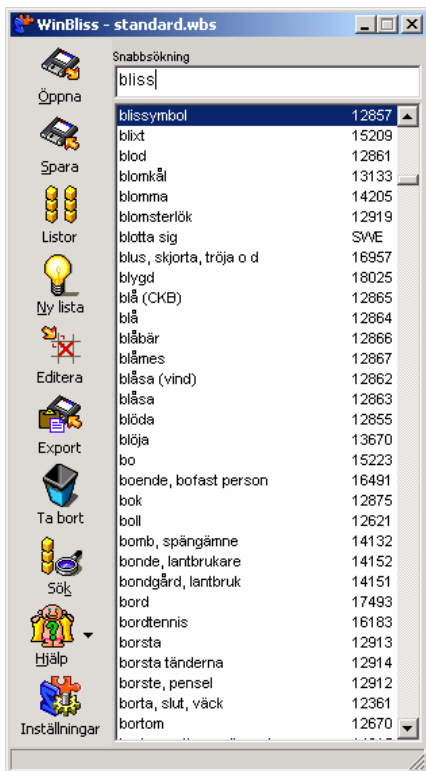 WinBliss - standard.wbs
Snabbsökning
bliss
Öppna
Spara
Listor
Ny lista
Editera
Export
Ta bort
Sök
Hjälp
Inställningar
blissymbol 12857
blixt 15209
blod 12861
blomkål 13133
blomma 14205
blomsterlök 12919
blotta sig SWE
blus, skjorta, tröja o d 16957
blygd 18025
blå (CKB) 12865
blå 12864
blåbär 12866
blåmes 12867
blåsa (vind) 12862
blåsa 12863
blöda 12855
blöja 13670
bo 15223
boende, bofast person 16491
bok 12875
boll 12621
bomb, spängämne 14132
bonde, lantbrukare 14152
bondgård, lantbruk 14151
bord 17493
bordtennis 16183
borsta 12913
borsta tänderna 12914
borste, pensel 12912
borta, slut, väck 12361
bortom 12670